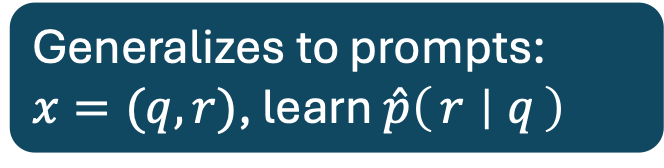 Generalizes to prompts:
𝑥 = (𝑞, 𝑟), learn 𝑝̂( 𝑟 | 𝑞 )